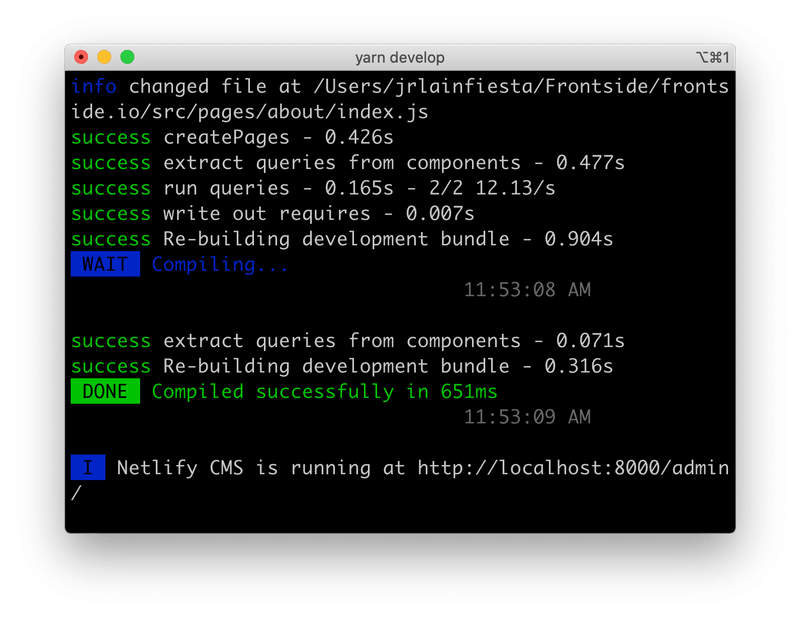 yarn develop ⌥⌘1
info changed file at /Users/jrlainfiesta/Frontside/fronts
ide.io/src/pages/about/index.js
success createPages - 0.426s
success extract queries from components - 0.477s
success run queries - 0.165s - 2/2 12.13/s
success write out requires - 0.007s
success Re-building development bundle - 0.904s
WAIT Compiling...
11:53:08 AM
success extract queries from components - 0.071s
success Re-building development bundle - 0.316s
DONE Compiled successfully in 651ms
11:53:09 AM
I Netlify CMS is running at http://localhost:8000/admin
/